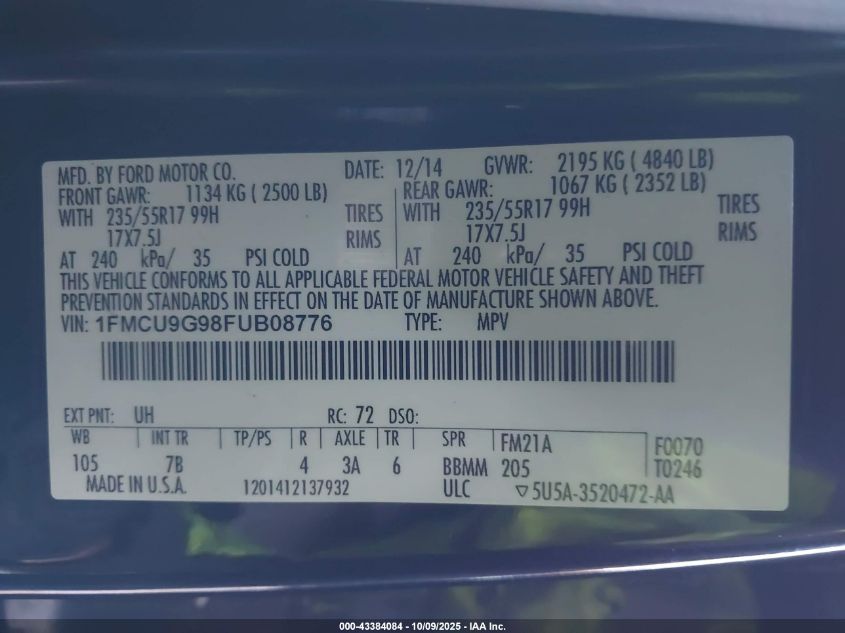 MFD. BY FORD MOTOR CO. DATE: 12/14 GVWR: 2195 KG ( 4840 LB)
FRONT GAWR: 1134 KG ( 2500 LB) REAR GAWR: 1067 KG ( 2352 LB)
WITH 235/55R17 99H TIRES WITH 235/55R17 99H TIRES
17X7.5J RIMS 17X7.5J RIMS
AT 240 kPa/ 35 PSI COLD AT 240 kPa/ 35 PSI COLD
THIS VEHICLE CONFORMS TO ALL APPLICABLE FEDERAL MOTOR VEHICLE SAFETY AND THEFT
PREVENTION STANDARDS IN EFFECT ON THE DATE OF MANUFACTURE SHOWN ABOVE.
VIN: 1FMCU9G98FUB08776 TYPE: MPV
EXT PNT: UH RC: 72 DSO:
WB INT TR TP/PS R AXLE TR SPR FM21A F0070
105 7B 4 3A 6 BBMM 205 T0246
MADE IN U.S.A. 1201412137932 ULC ▽5U5A-3520472-AA
000-43384084 - 10/09/2025 - IAA Inc.